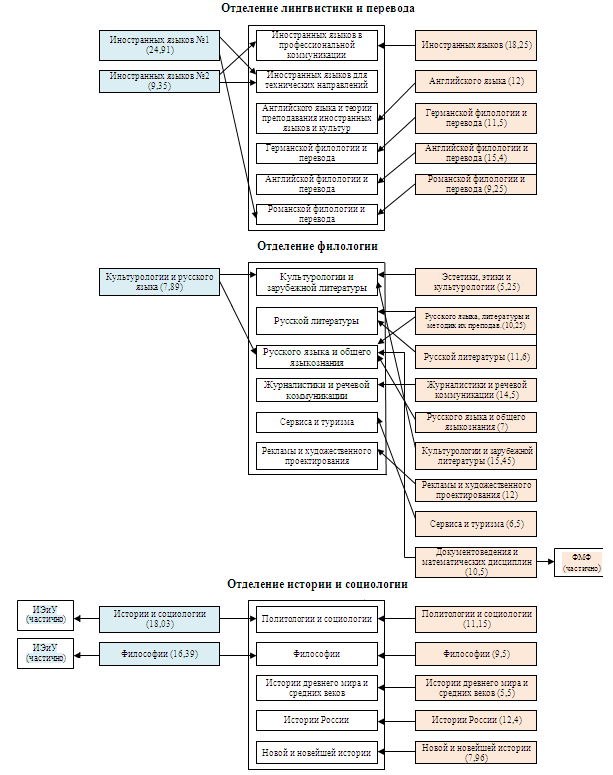 Отделение лингвистики и перевода
Иностранных языков №1
(24,91)
Иностранных языков №2
(9,35)
Иностранных языков в
профессиональной
коммуникации
Иностранных языков для
технических направлений
Английского языка и теории
преподавания иностранных
языков и культур
Германской филологии и
перевода
Английской филологии и
перевода
Романской филологии и
перевода
Иностранных языков (18,25)
Английского языка (12)
Германской филологии и
перевода (11,5)
Английской филологии и
перевода (15,4)
Романской филологии и
перевода (9,25)
Отделение филологии
Культурологии и русского
языка (7,89)
Культурологии и
зарубежной литературы
Русской литературы
Русского языка и общего
языкознания
Журналистики и речевой
коммуникации
Сервиса и туризма
Рекламы и художественного
проектирования
Эстетики, этики и
культурологии (5,25)
Русского языка, литературы и
методик их преподав. (10,25)
Русской литературы (11,6)
Журналистики и речевой
коммуникации (14,5)
Русского языка и общего
языкознания (7)
Культурологии и зарубежной
литературы (15,45)
Рекламы и художественного
проектирования (12)
Сервиса и туризма (6,5)
Документоведения и
математических дисциплин
(10,5)
ФМФ
(частично)
Отделение истории и социологии
ИЭиУ
(частично)
ИЭиУ
(частично)
Истории и социологии
(18,03)
Философии (16,39)
Политологии и социологии
Философии
Истории древнего мира и
средних веков
Истории России
Новой и новейшей истории
Политологии и социологии
(11,15)
Философии (9,5)
Истории древнего мира и
средних веков (5,5)
Истории России (12,4)
Новой и новейшей истории
(7,96)